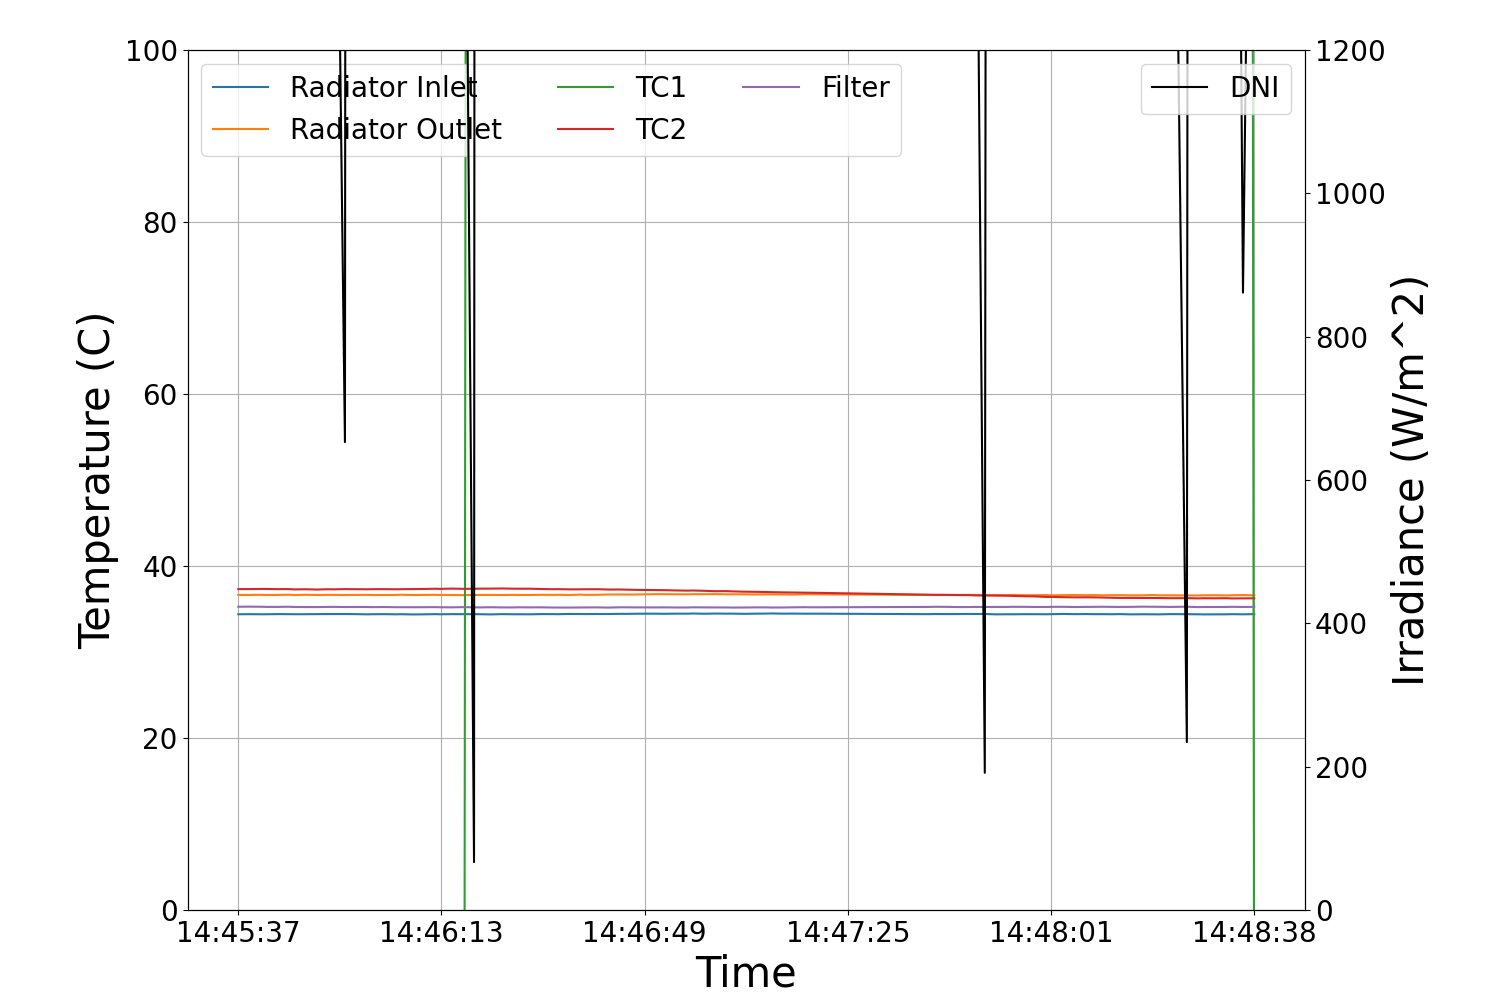 100
80
60
40
20
0
Temperature (C)
Radiator Inlet
Radiator Outlet
TC1
TC2
Filter
DNI
1200
1000
800
600
400
200
0
Irradiance (W/m^2)
14:45:37 14:46:13 14:46:49 14:47:25 14:48:01 14:48:38
Time